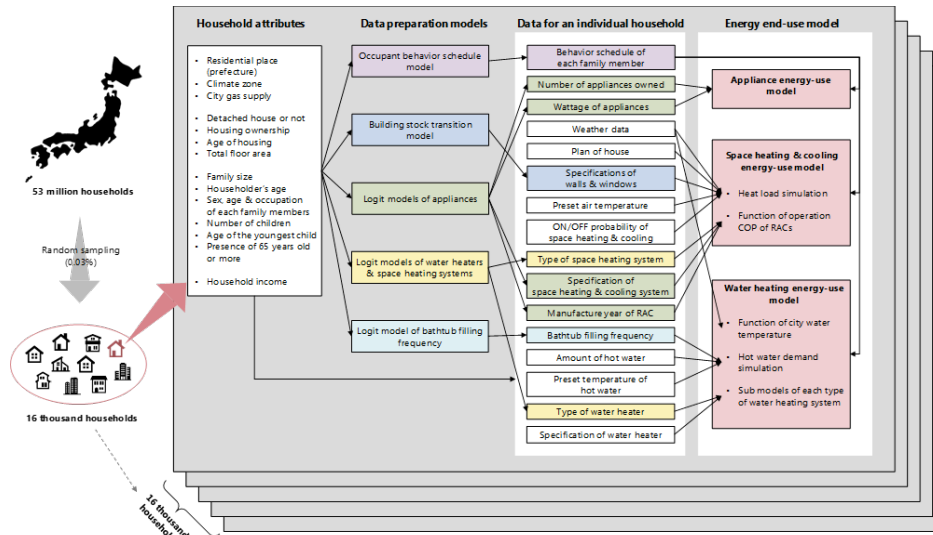 Household attributes
Data preparation models
Data for an individual household
Energy end-use model
53 million households
Random sampling
(0.03%)
16 thousand households
16 thousand
househol
• Residential place
(prefecture)
• Climate zone
• City gas supply
• Detached house or not
• Housing ownership
• Age of housing
• Total floor area
• Family size
• Householder's age
• Sex, age & occupation
of each family members
• Number of children
• Age of the youngest child
• Presence of 65 years old
or more
• Household income
Occupant behavior schedule
model
Building stock transition
model
Logit models of appliances
Logit models of water heaters
& space heating systems
Logit model of bathtub filling
frequency
Behavior schedule of
each family member
Number of appliances owned
Wattage of appliances
Weather data
Plan of house
Specifications of
walls & windows
Preset air temperature
ON/OFF probability of
space heating & cooling
Type of space heating system
Specification of
space heating & cooling system
Manufacture year of RAC
Bathtub filling frequency
Amount of hot water
Preset temperature of
hot water
Type of water heater
Specification of water heater
Appliance energy-use
model
Space heating & cooling
energy-use model
• Heat load simulation
• Function of operation
COP of RACs
Water heating energy-use
model
• Function of city water
temperature
• Hot water demand
simulation
• Sub models of each type
of water heating system